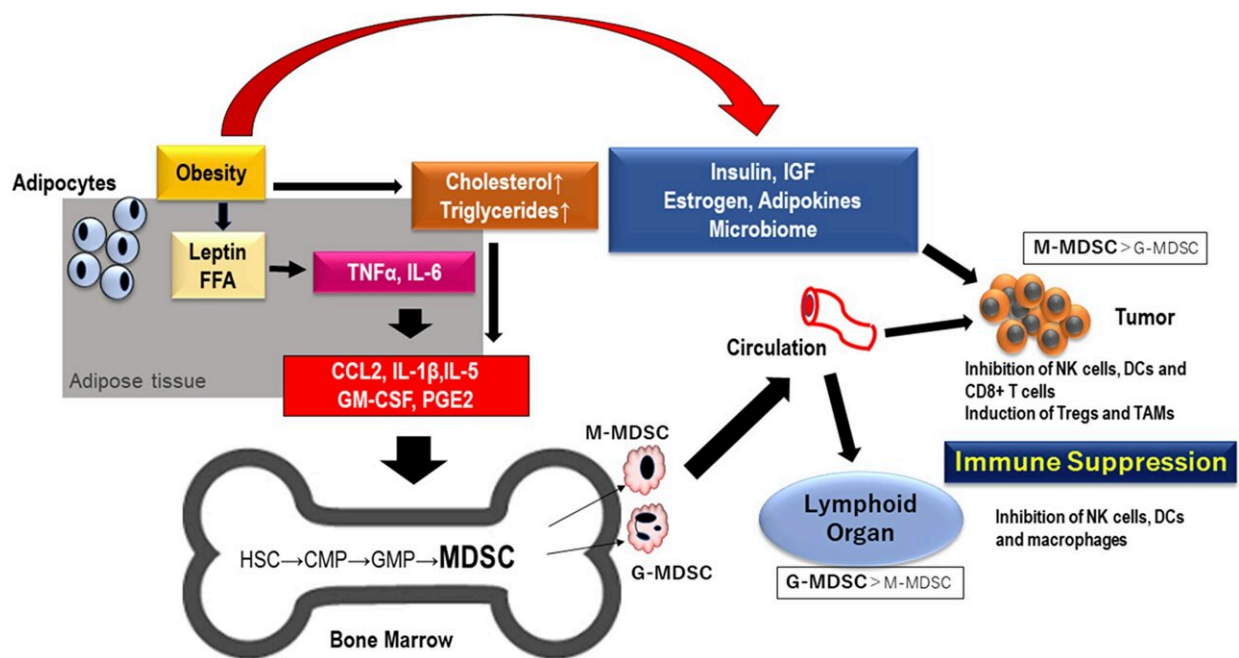 Adipocytes
Obesity
Cholesterol↑
Triglycerides↑
Insulin, IGF
Estrogen, Adipokines
Microbiome
Leptin
FFA
TNFα, IL-6
Adipose tissue
CCL2, IL-1β,IL-5
GM-CSF, PGE2
M-MDSC
HSC→CMP→GMP→MDSC
G-MDSC
Bone Marrow
Circulation
M-MDSC>G-MDSC
Tumor
Inhibition of NK cells, DCs and
CD8+ T cells
Induction of Tregs and TAMs
Immune Suppression
Lymphoid
Organ
G-MDSC>M-MDSC
Inhibition of NK cells, DCs
and macrophages